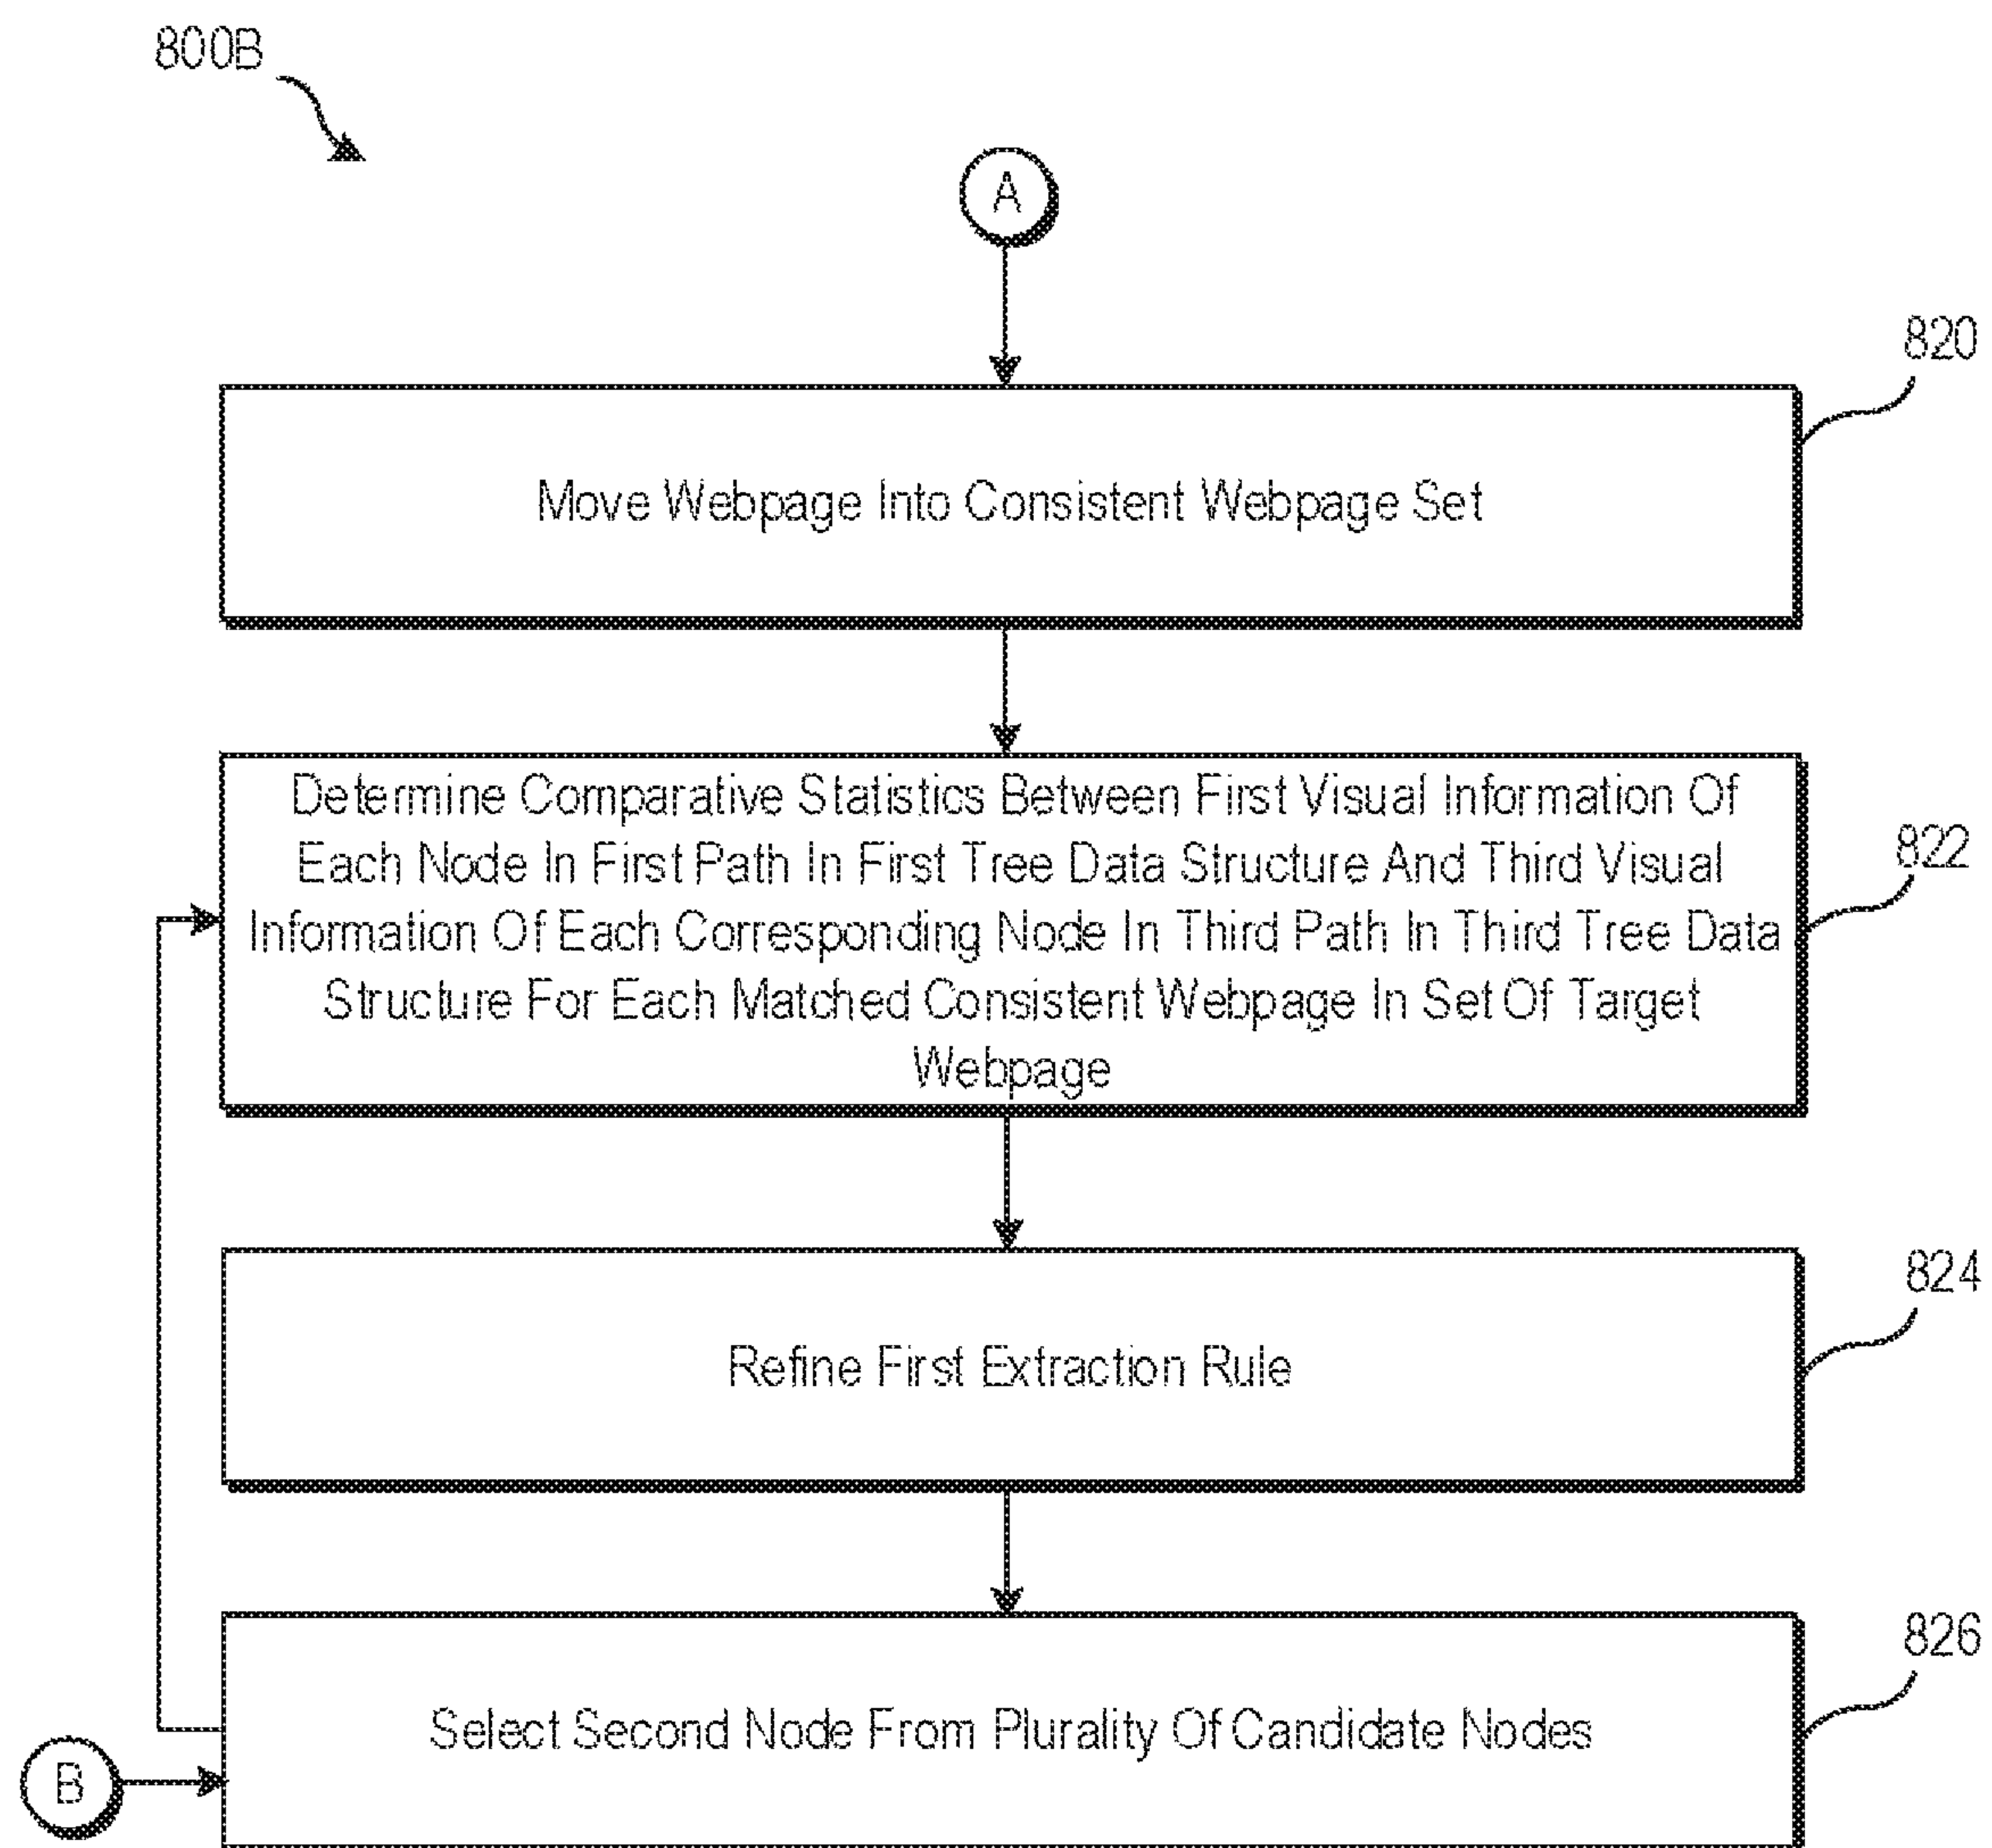 800B
A
820
Move Webpage Into Consistent Webpage Set
Determine Comparative Statistics Between First Visual Information Of
Each Node In First Path In First Tree Data Structure And Third Visual
Information Of Each Corresponding Node In Third Path In Third Tree Data
Structure For Each Matched Consistent Webpage In Set Of Target
Webpage
822
824
Refine First Extraction Rule
826
Select Second Node From Plurality Of Candidate Nodes
B